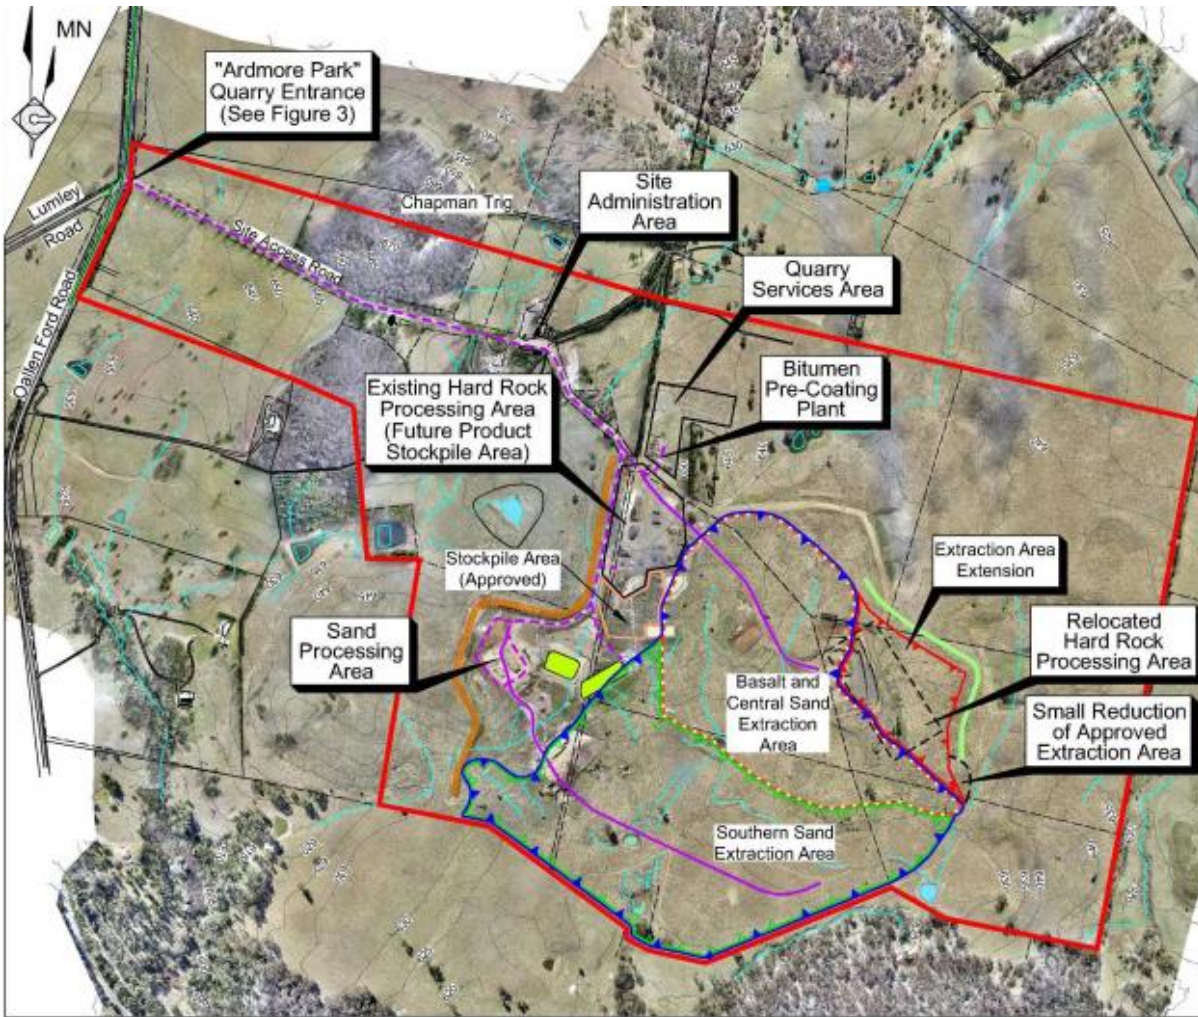 MN
"Ardmore Park"
Quarry Entrance
(See Figure 3)
Lumley
Road
Chapman Trig
Site Access Road
Site
Administration
Area
Quarry
Services Area
Oallen Ford Road
Existing Hard Rock
Processing Area
(Future Product
Stockpile Area)
Bitumen
Pre-Coating
Plant
Stockpile Area
(Approved)
Extraction Area
Extension
Sand
Processing
Area
Relocated
Hard Rock
Processing Area
Basalt and
Central Sand
Extraction
Area
Small Reduction
of Approved
Extraction Area
Southern Sand
Extraction Area